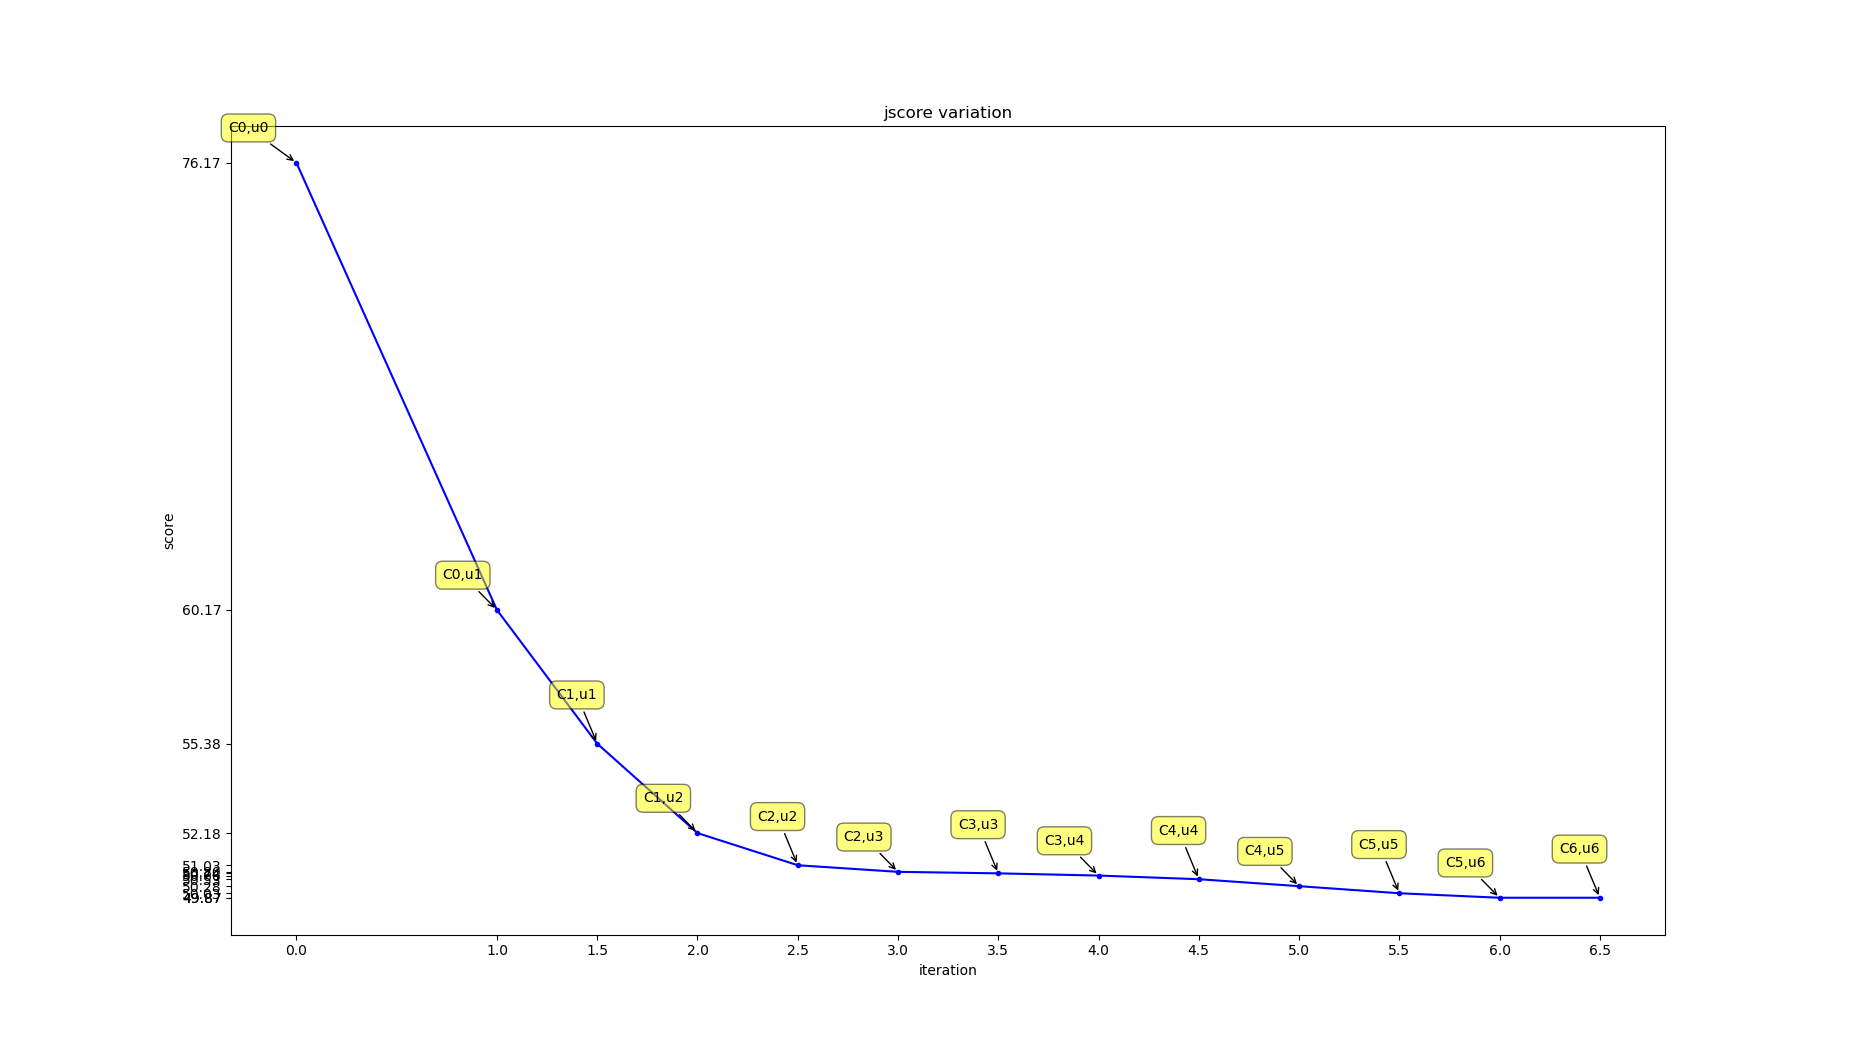 jscore variation
C0,u0
76.17
C0,u1
60.17
C1,u1
55.38
C1,u2
52.18
C2,u2
C2,u3
C3,u3
C3,u4
C4,u4
C4,u5
C5,u5
C5,u6
C6,u6
51.03
49.87
score
0.0 1.0 1.5 2.0 2.5 3.0 3.5 4.0 4.5 5.0 5.5 6.0 6.5
iteration